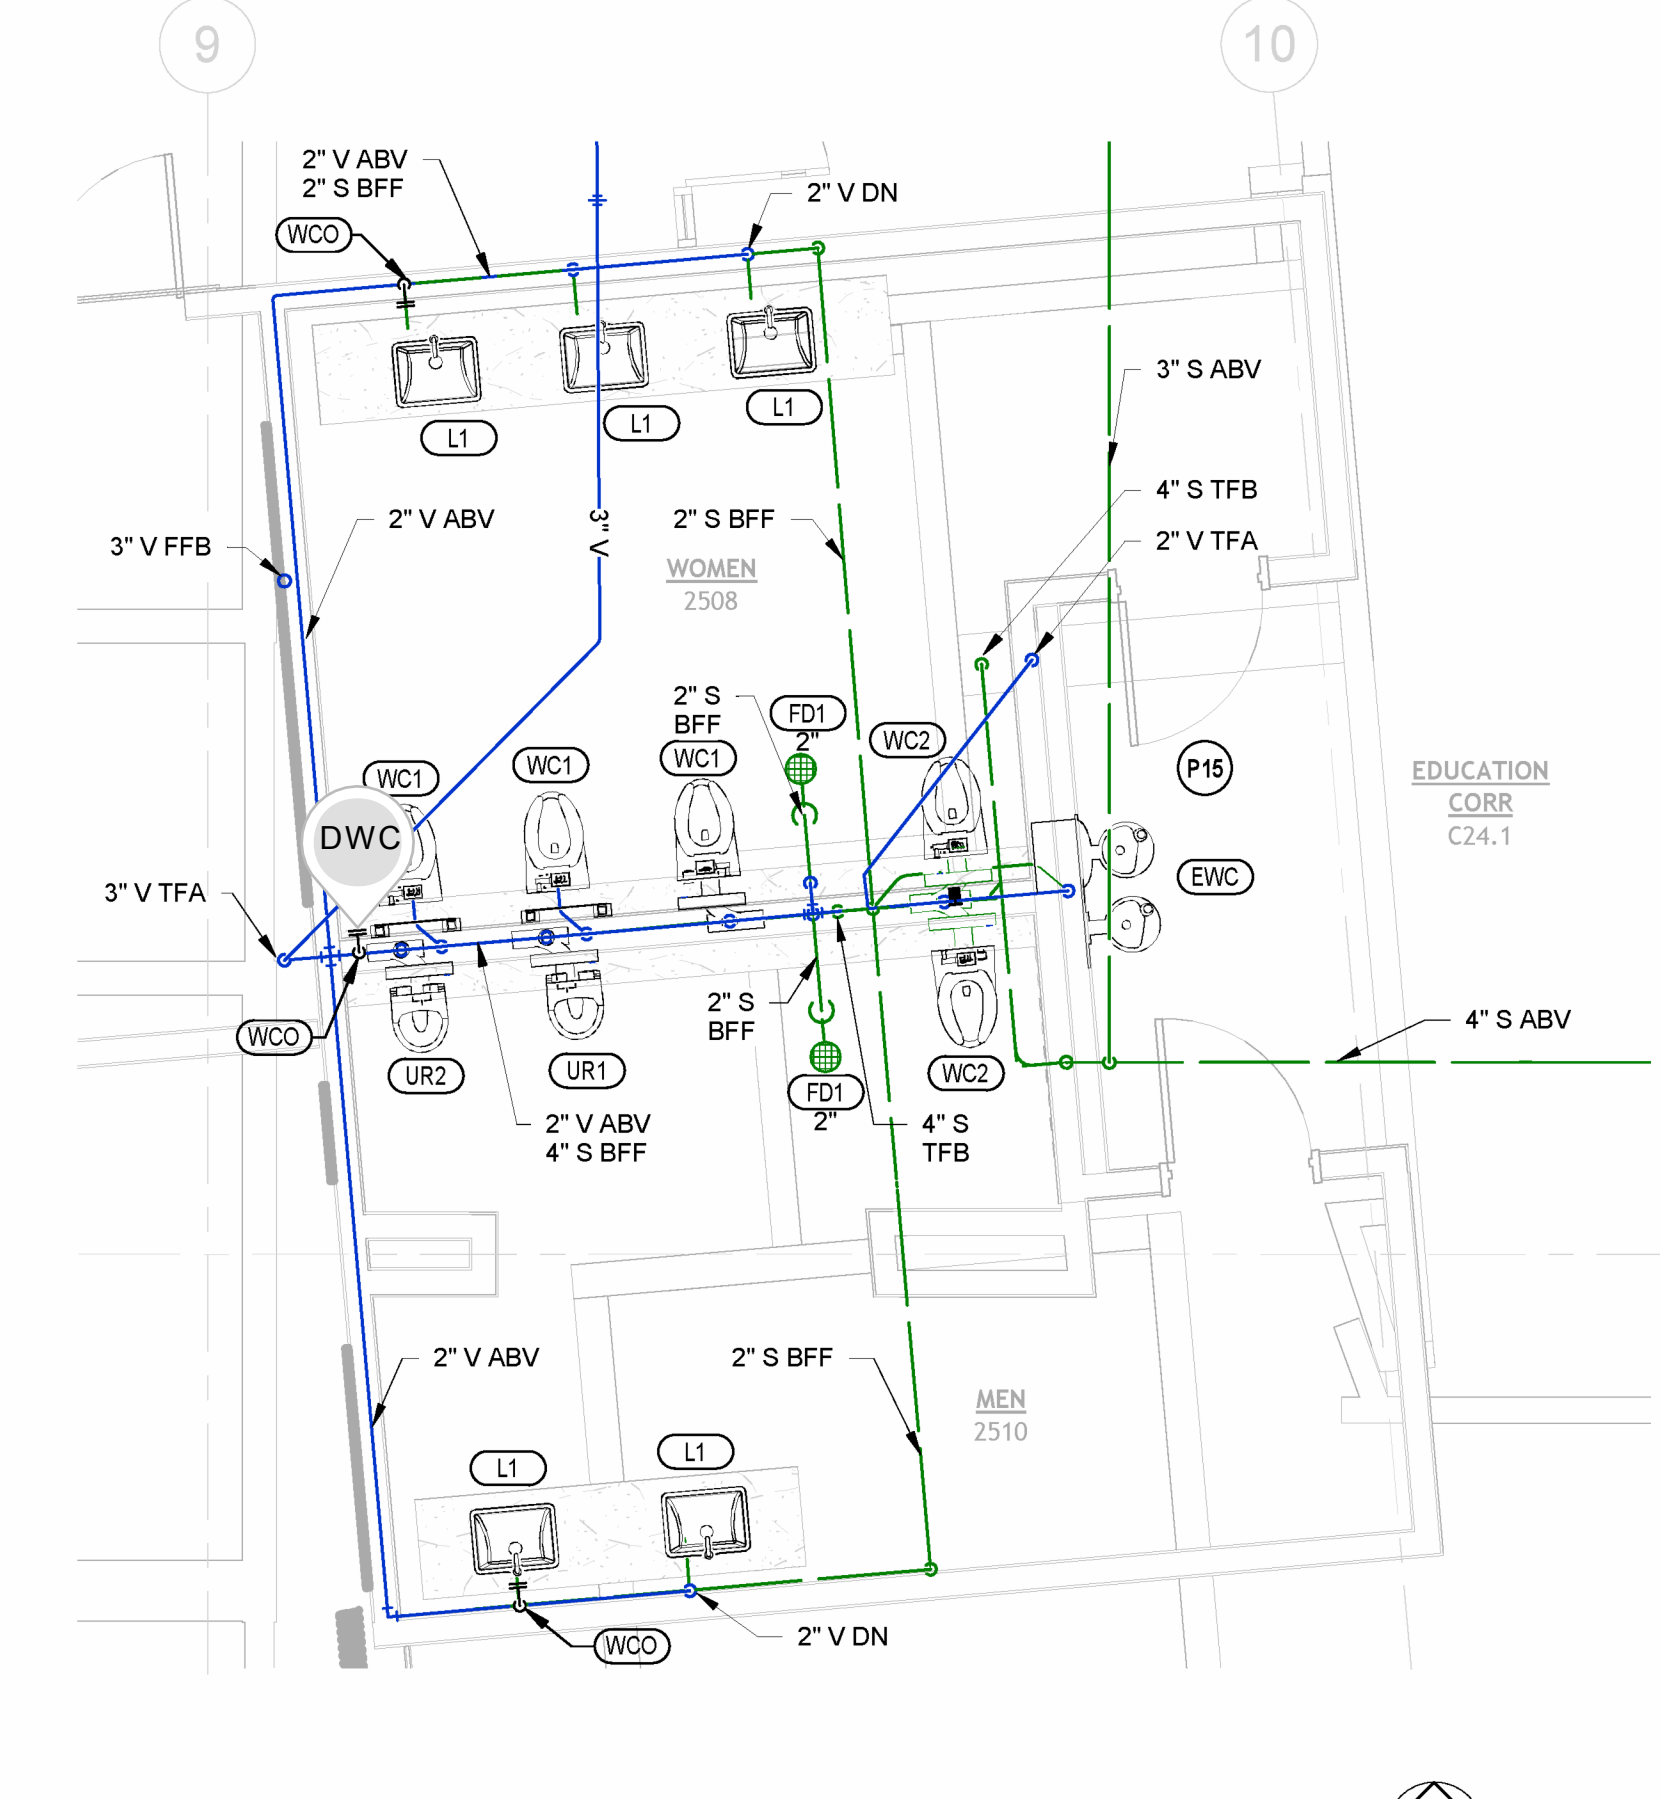 9
10
2" V ABV
2" S BFF
2" V DN
WCO
3" S ABV
L1
L1
L1
4" S TFB
2" V ABV
3" V
2" S BFF
2" V TFA
3" V FFB
WOMEN
2508
2" S
BFF
FD1
2"
WC2
WC1
WC1
WC1
P15
EDUCATION
CORR
C24.1
DWC
3" V TFA
EWC
2" S
BFF
WCO
4" S ABV
UR2
UR1
WC2
FD1
2"
2" V ABV
4" S BFF
4" S
TFB
2" V ABV
2" S BFF
MEN
2510
L1
L1
2" V DN
WCO